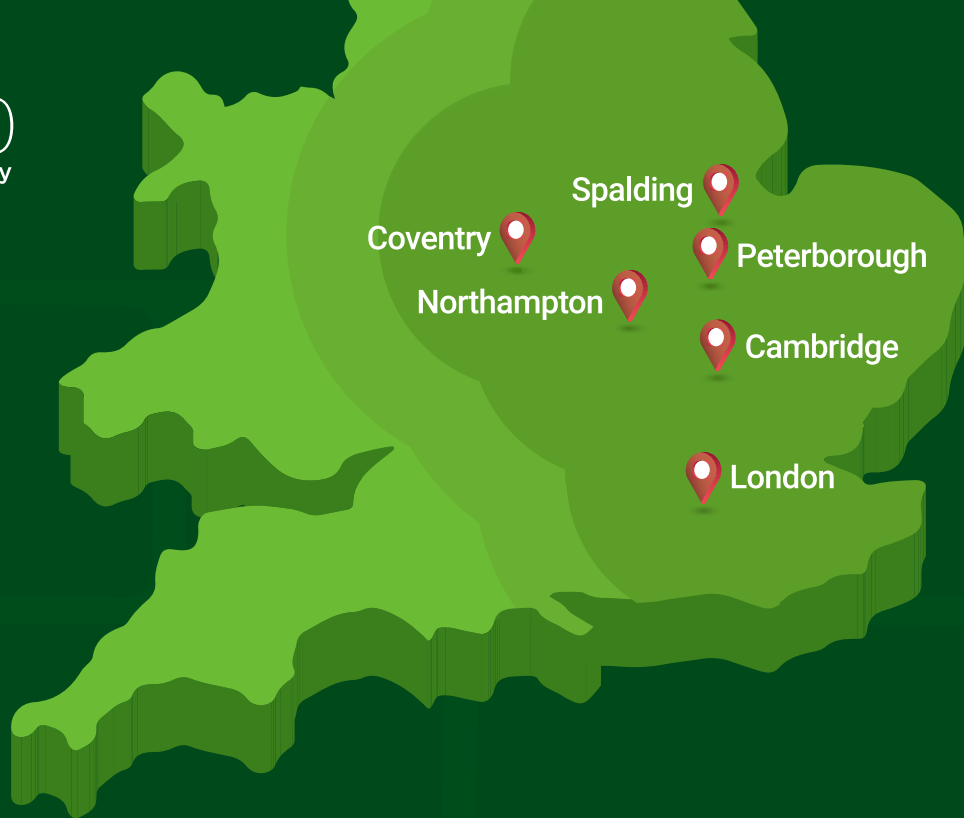 Spalding
Coventry
Peterborough
Northampton
Cambridge
London